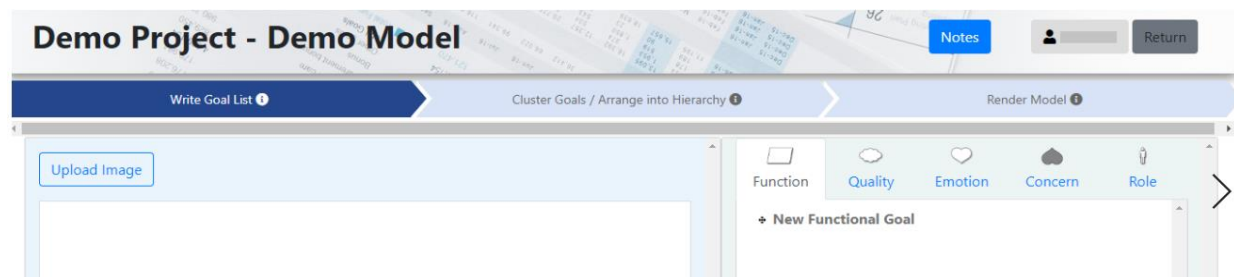 Demo Project - Demo Model
Notes
Return
Write Goal List
Cluster Goals / Arrange into Hierarchy
Render Model
Upload Image
Function
Quality
Emotion
Concern
Role
New Functional Goal